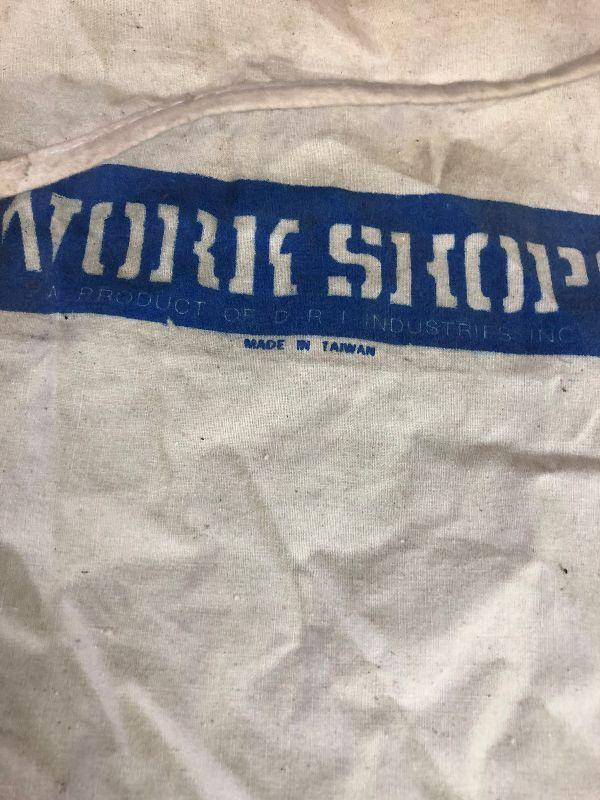 WORK SHOP
A PRODUCT OF D R I INDUSTRIES INC
MADE IN TAIWAN